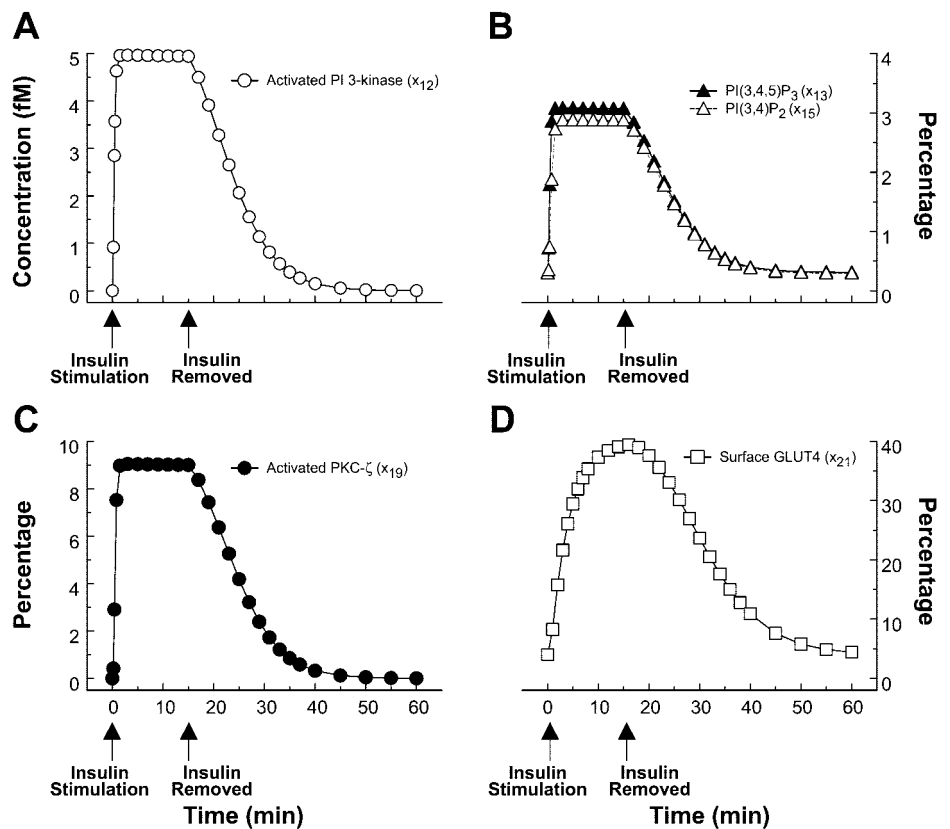 A
5
4
3
2
1
0
Concentration (fM)
Activated PI 3-kinase (x12)
Insulin
Stimulation
Insulin
Removed
B
4
3
2
1
0
Percentage
PI(3,4,5)P3 (x13)
PI(3,4)P2 (x15)
Insulin
Stimulation
Insulin
Removed
C
10
8
6
4
2
0
Percentage
Activated PKC-ζ (x19)
0 10 20 30 40 50 60
Insulin
Stimulation
Insulin
Removed
Time (min)
D
40
30
20
10
0
Percentage
Surface GLUT4 (x21)
0 10 20 30 40 50 60
Insulin
Stimulation
Insulin
Removed
Time (min)